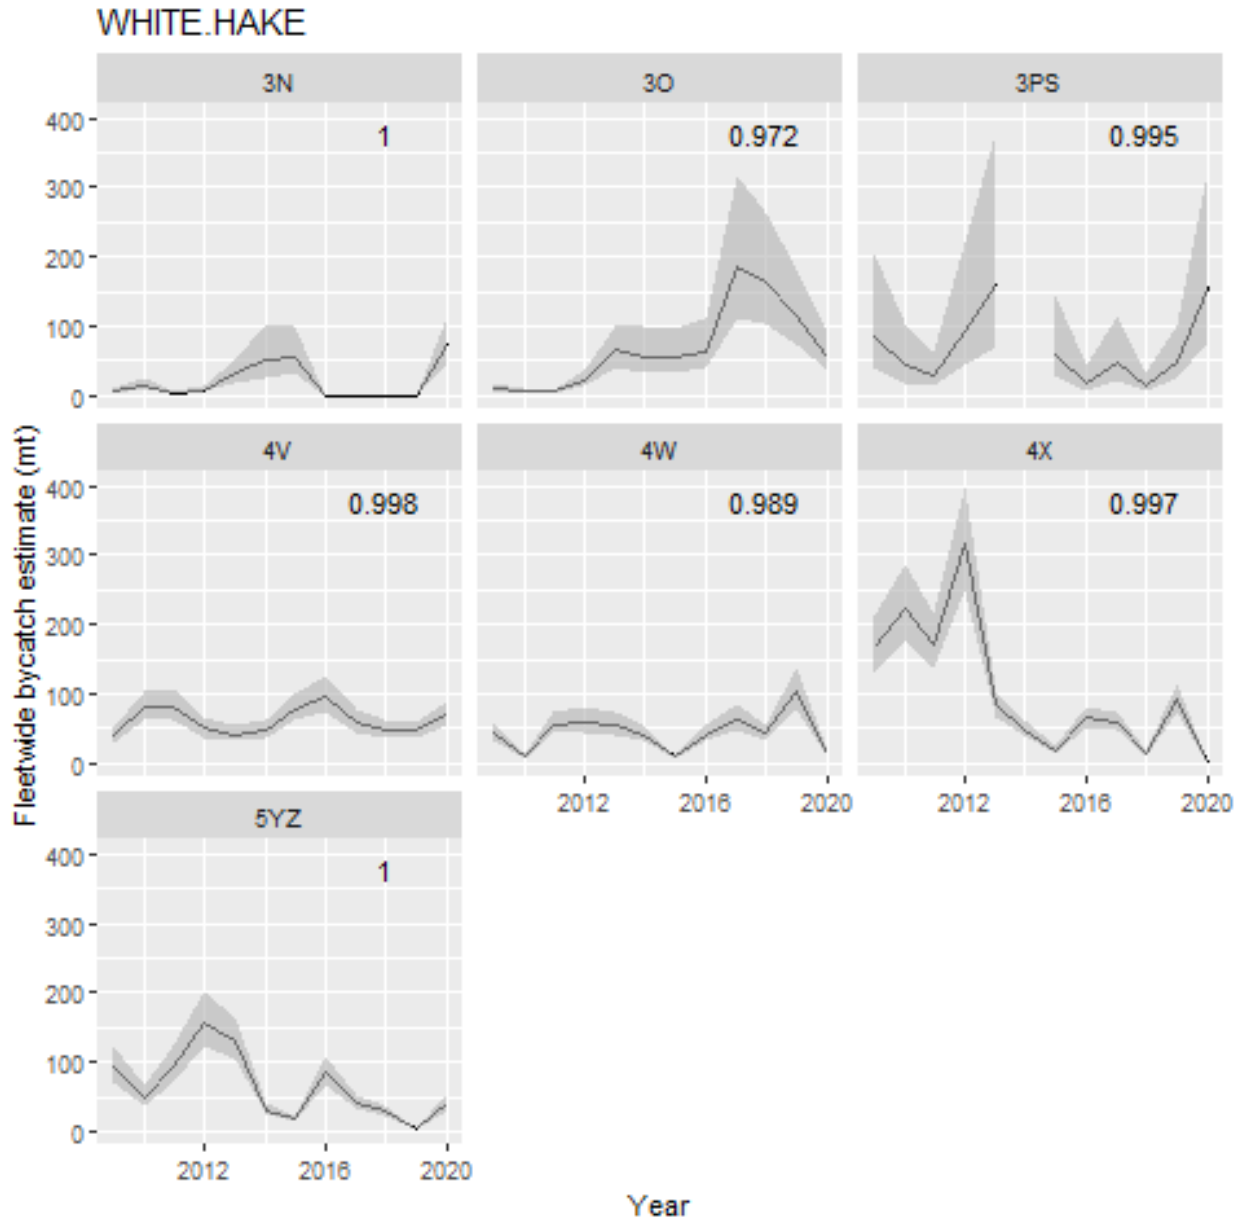 WHITE.HAKE
3N 3O 3PS
400 1 0.972 0.995
300
200
100
0
Fleetwide bycatch estimate (mt)
4V 4W 4X
400 0.998 0.989 0.997
300
200
100
0
2012 2016 2020 2012 2016 2020
5YZ
400 1
300
200
100
0
2012 2016 2020
Year